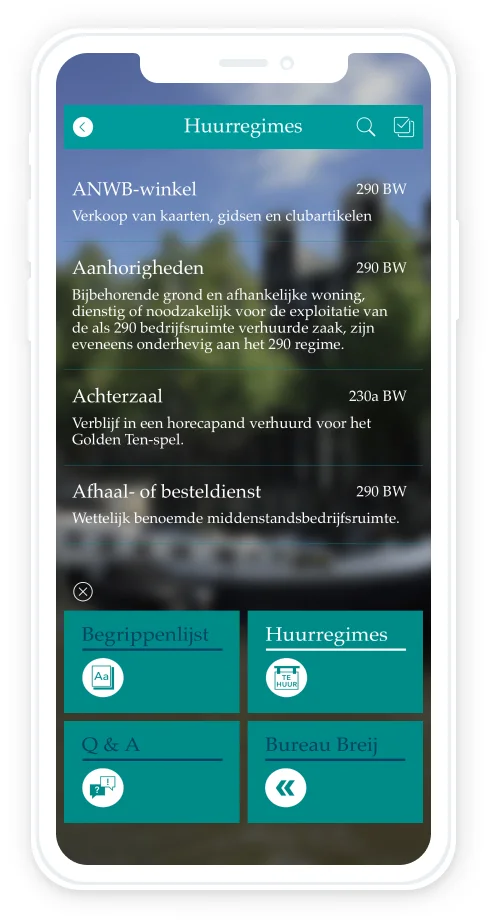 Huurregimes
ANWB-winkel 290 BW
Verkoop van kaarten, gidsen en clubartikelen
Aanhorigheden 290 BW
Bijbehorende grond en afhankelijke woning,
dienstig of noodzakelijk voor de exploitatie van
de als 290 bedrijfsruimte verhuurde zaak, zijn
eveneens onderhevig aan het 290 regime.
Achterzaal 230a BW
Verblijf in een horecapand verhuurd voor het
Golden Ten-spel.
Afhaal- of besteldienst 290 BW
Wettelijk benoemde middenstandsbedrijfsruimte.
Begrippenlijst Huurregimes
Aa TE
HUUR
Q & A Bureau Breij
? !